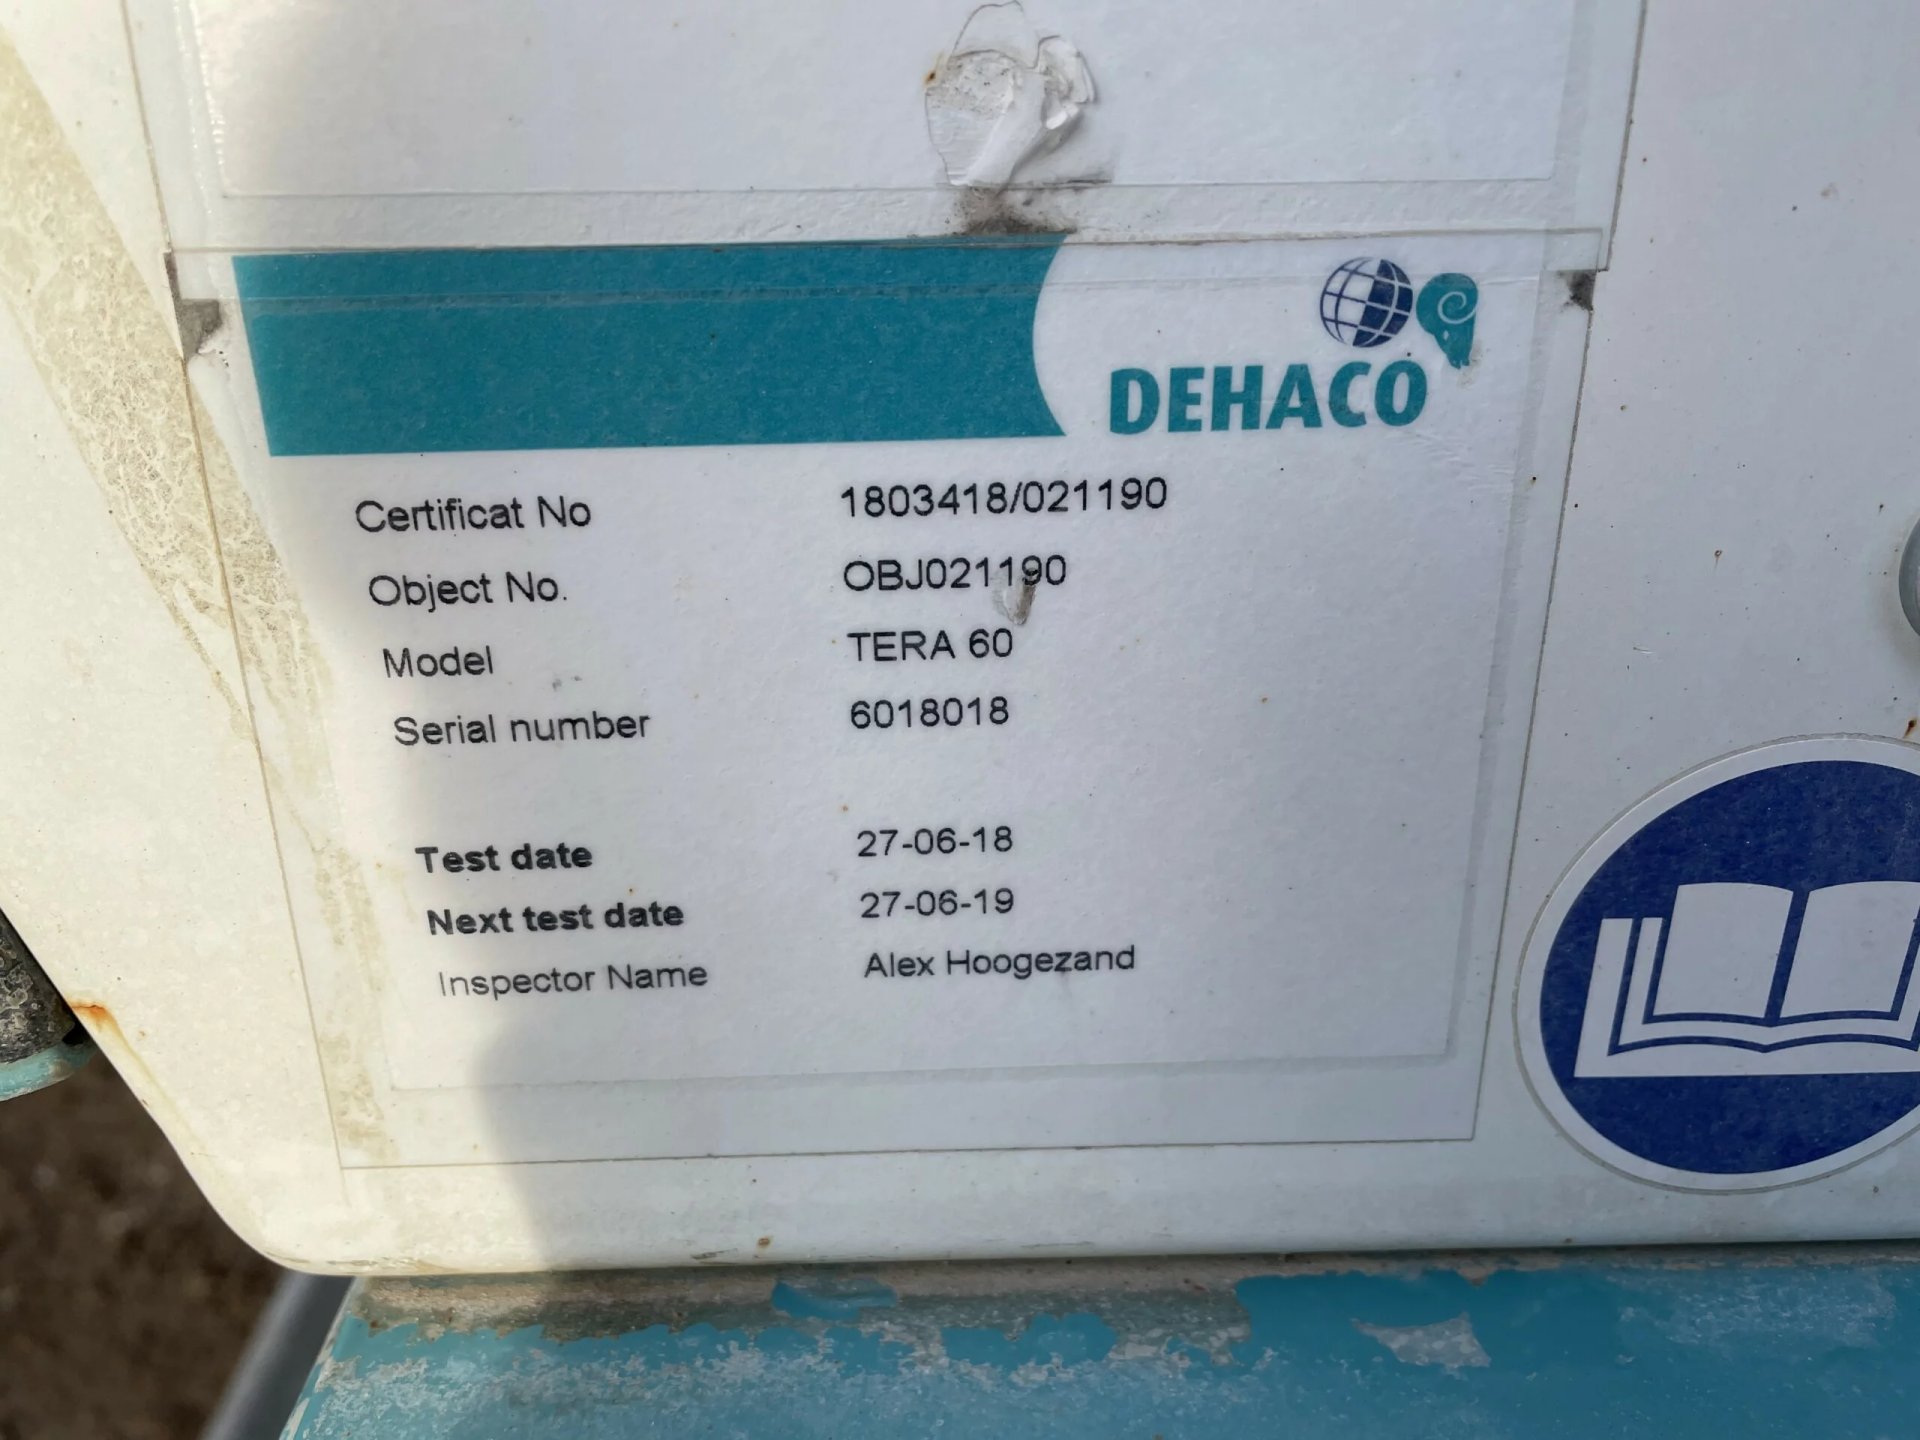 DEHACO
Certificat No 1803418/021190
Object No. OBJ021190
Model TERA 60
Serial number 6018018
Test date 27-06-18
Next test date 27-06-19
Inspector Name Alex Hoogezand